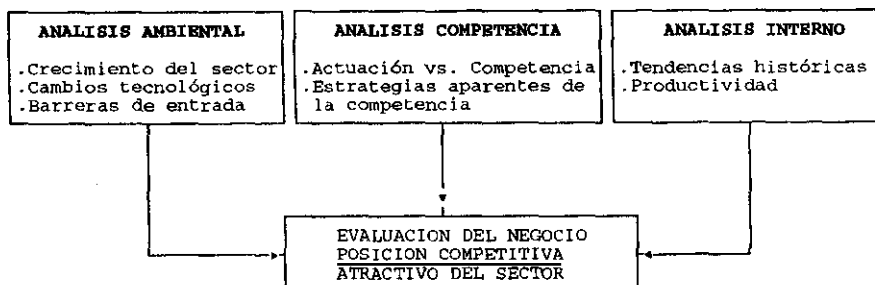 ANALISIS AMBIENTAL
.Crecimiento del sector
.Cambios tecnológicos
.Barreras de entrada
ANALISIS COMPETENCIA
.Actuación vs. Competencia
.Estrategias aparentes de
la competencia
ANALISIS INTERNO
.Tendencias históricas
.Productividad
EVALUACION DEL NEGOCIO
POSICION COMPETITIVA
ATRACTIVO DEL SECTOR